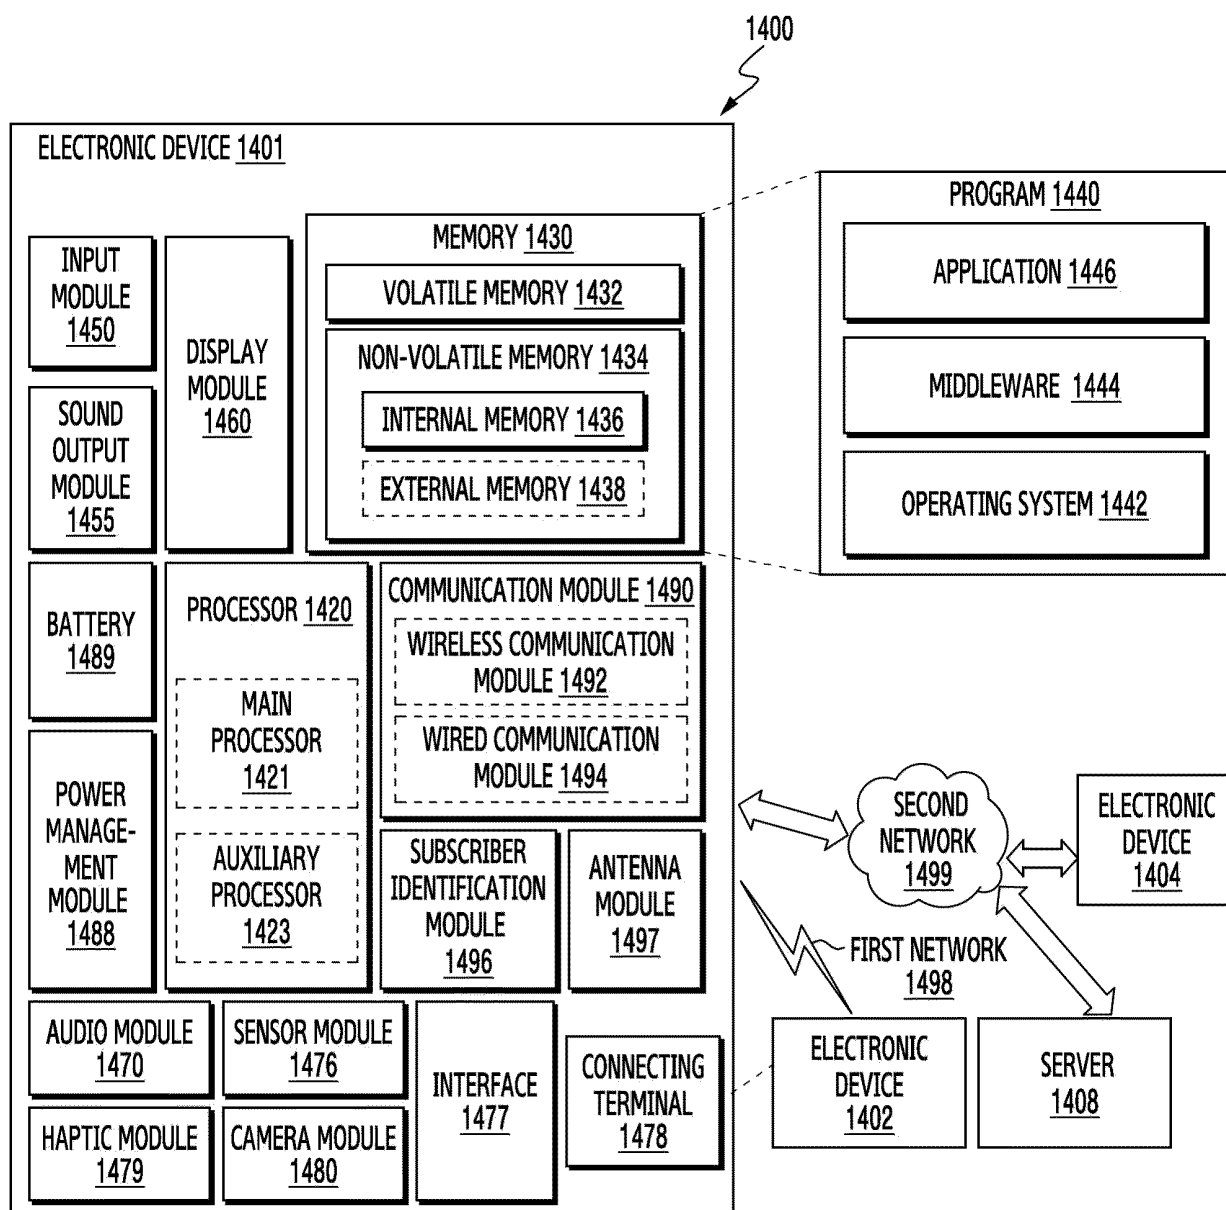 1400
ELECTRONIC DEVICE 1401
INPUT
MODULE
1450
SOUND
OUTPUT
MODULE
1455
DISPLAY
MODULE
1460
MEMORY 1430
VOLATILE MEMORY 1432
NON-VOLATILE MEMORY 1434
INTERNAL MEMORY 1436
EXTERNAL MEMORY 1438
PROGRAM 1440
APPLICATION 1446
MIDDLEWARE 1444
OPERATING SYSTEM 1442
BATTERY
1489
POWER
MANAGE-
MENT MODULE
1488
PROCESSOR 1420
MAIN
PROCESSOR
1421
AUXILIARY
PROCESSOR
1423
COMMUNICATION MODULE 1490
WIRELESS COMMUNICATION
MODULE 1492
WIRED COMMUNICATION
MODULE 1494
SUBSCRIBER
IDENTIFICATION
MODULE
1496
ANTENNA
MODULE
1497
SECOND
NETWORK
1499
ELECTRONIC
DEVICE
1404
FIRST NETWORK
1498
AUDIO MODULE
1470
SENSOR MODULE
1476
INTERFACE
1477
CONNECTING
TERMINAL
1478
ELECTRONIC
DEVICE
1402
SERVER
1408
HAPTIC MODULE
1479
CAMERA MODULE
1480